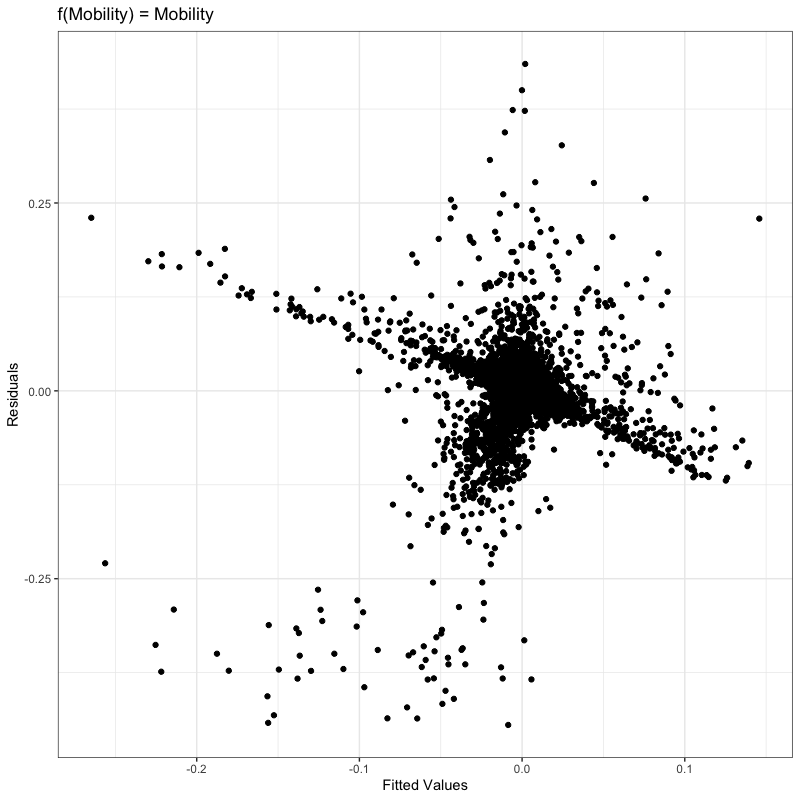 f(Mobility) = Mobility
Residuals
0.25
0.00
-0.25
-0.2
-0.1
0.0
0.1
Fitted Values